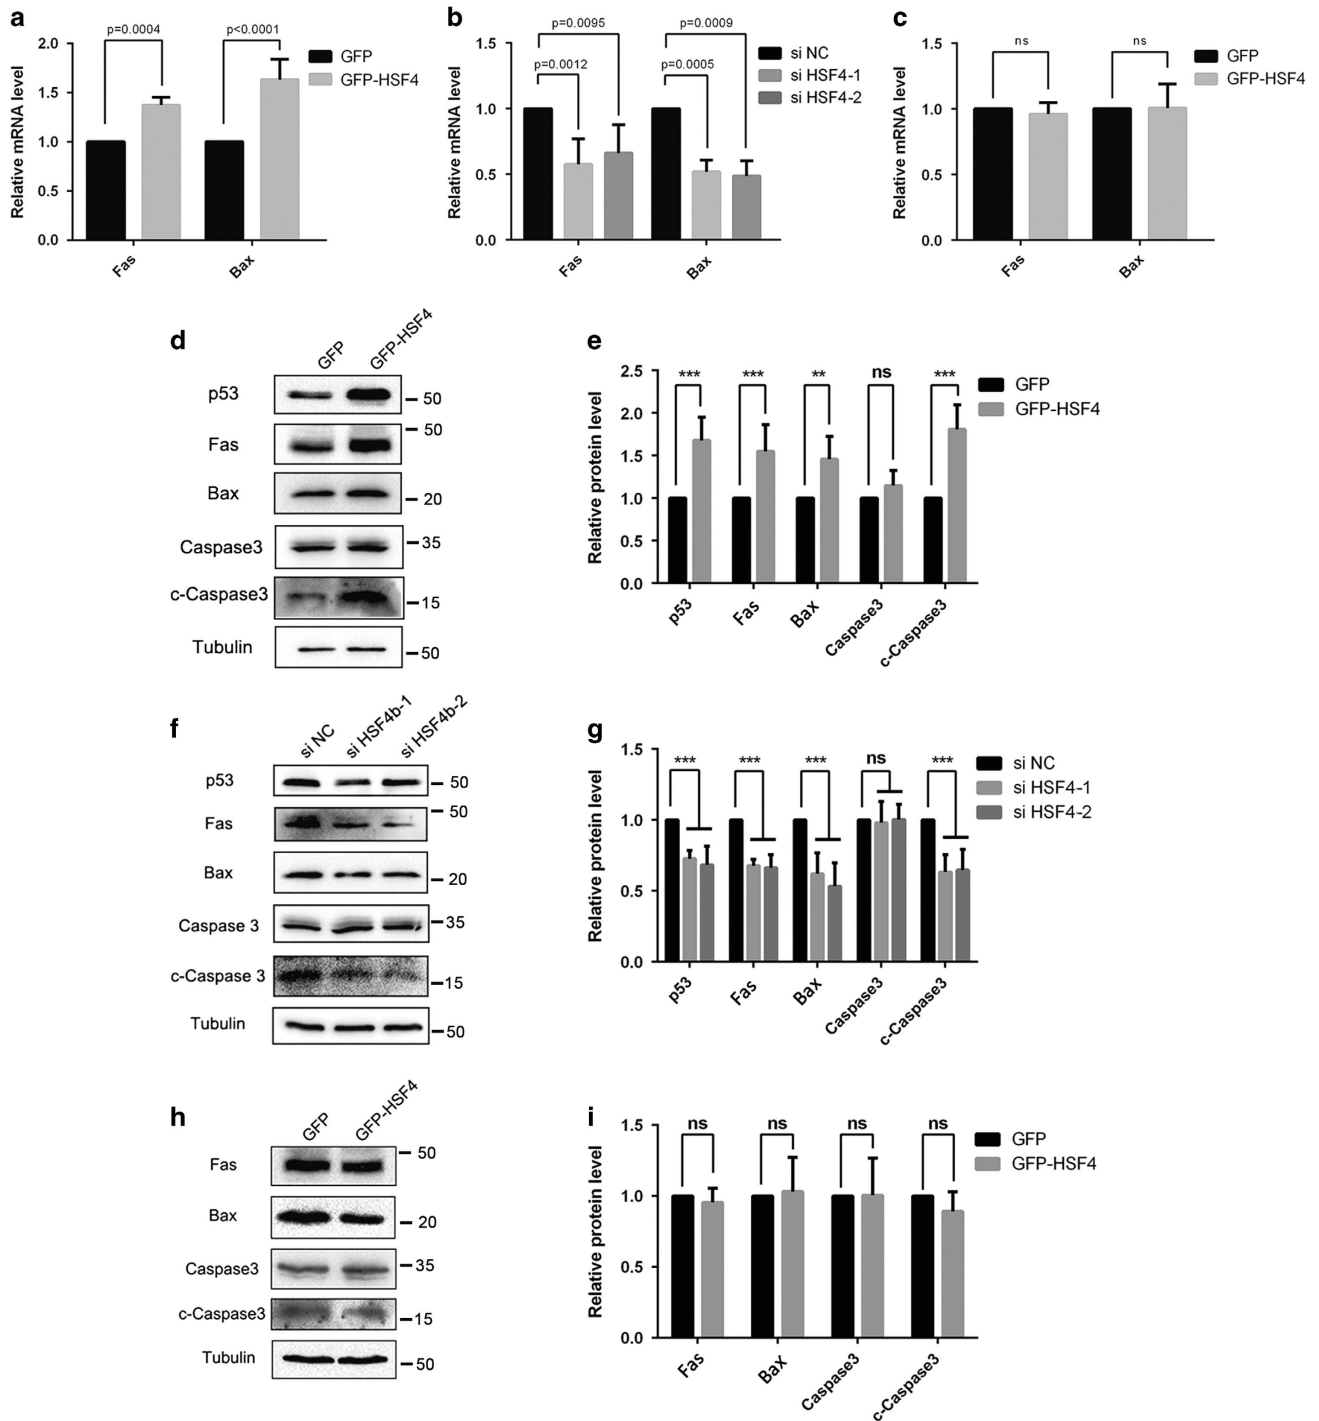 a
p=0.0004
p<0.0001
2.0
1.5
1.0
0.5
0.0
Relative mRNA level
Fas
Bax
GFP
GFP-HSF4
b
p=0.0095
p=0.0009
p=0.0012
p=0.0005
1.5
1.0
0.5
0.0
Relative mRNA level
Fas
Bax
si NC
si HSF4-1
si HSF4-2
c
ns
ns
1.5
1.0
0.5
0.0
Relative mRNA level
Fas
Bax
GFP
GFP-HSF4
d
GFP
GFP-HSF4
p53
50
Fas
50
Bax
20
Caspase3
35
c-Caspase3
15
Tubulin
50
e
2.5
2.0
1.5
1.0
0.5
0.0
Relative protein level
***
***
**
ns
***
p53
Fas
Bax
Caspase3
c-Caspase3
GFP
GFP-HSF4
f
si NC
si HSF4b-1
si HSF4b-2
p53
50
Fas
50
Bax
20
Caspase 3
35
c-Caspase 3
15
Tubulin
50
g
1.5
1.0
0.5
0.0
Relative protein level
***
***
***
ns
***
p53
Fas
Bax
Caspase3
c-Caspase3
si NC
si HSF4-1
si HSF4-2
h
GFP
GFP-HSF4
Fas
50
Bax
20
Caspase3
35
c-Caspase3
15
Tubulin
50
i
1.5
1.0
0.5
0.0
Relative protein level
ns
ns
ns
ns
Fas
Bax
Caspase3
c-Caspase3
GFP
GFP-HSF4